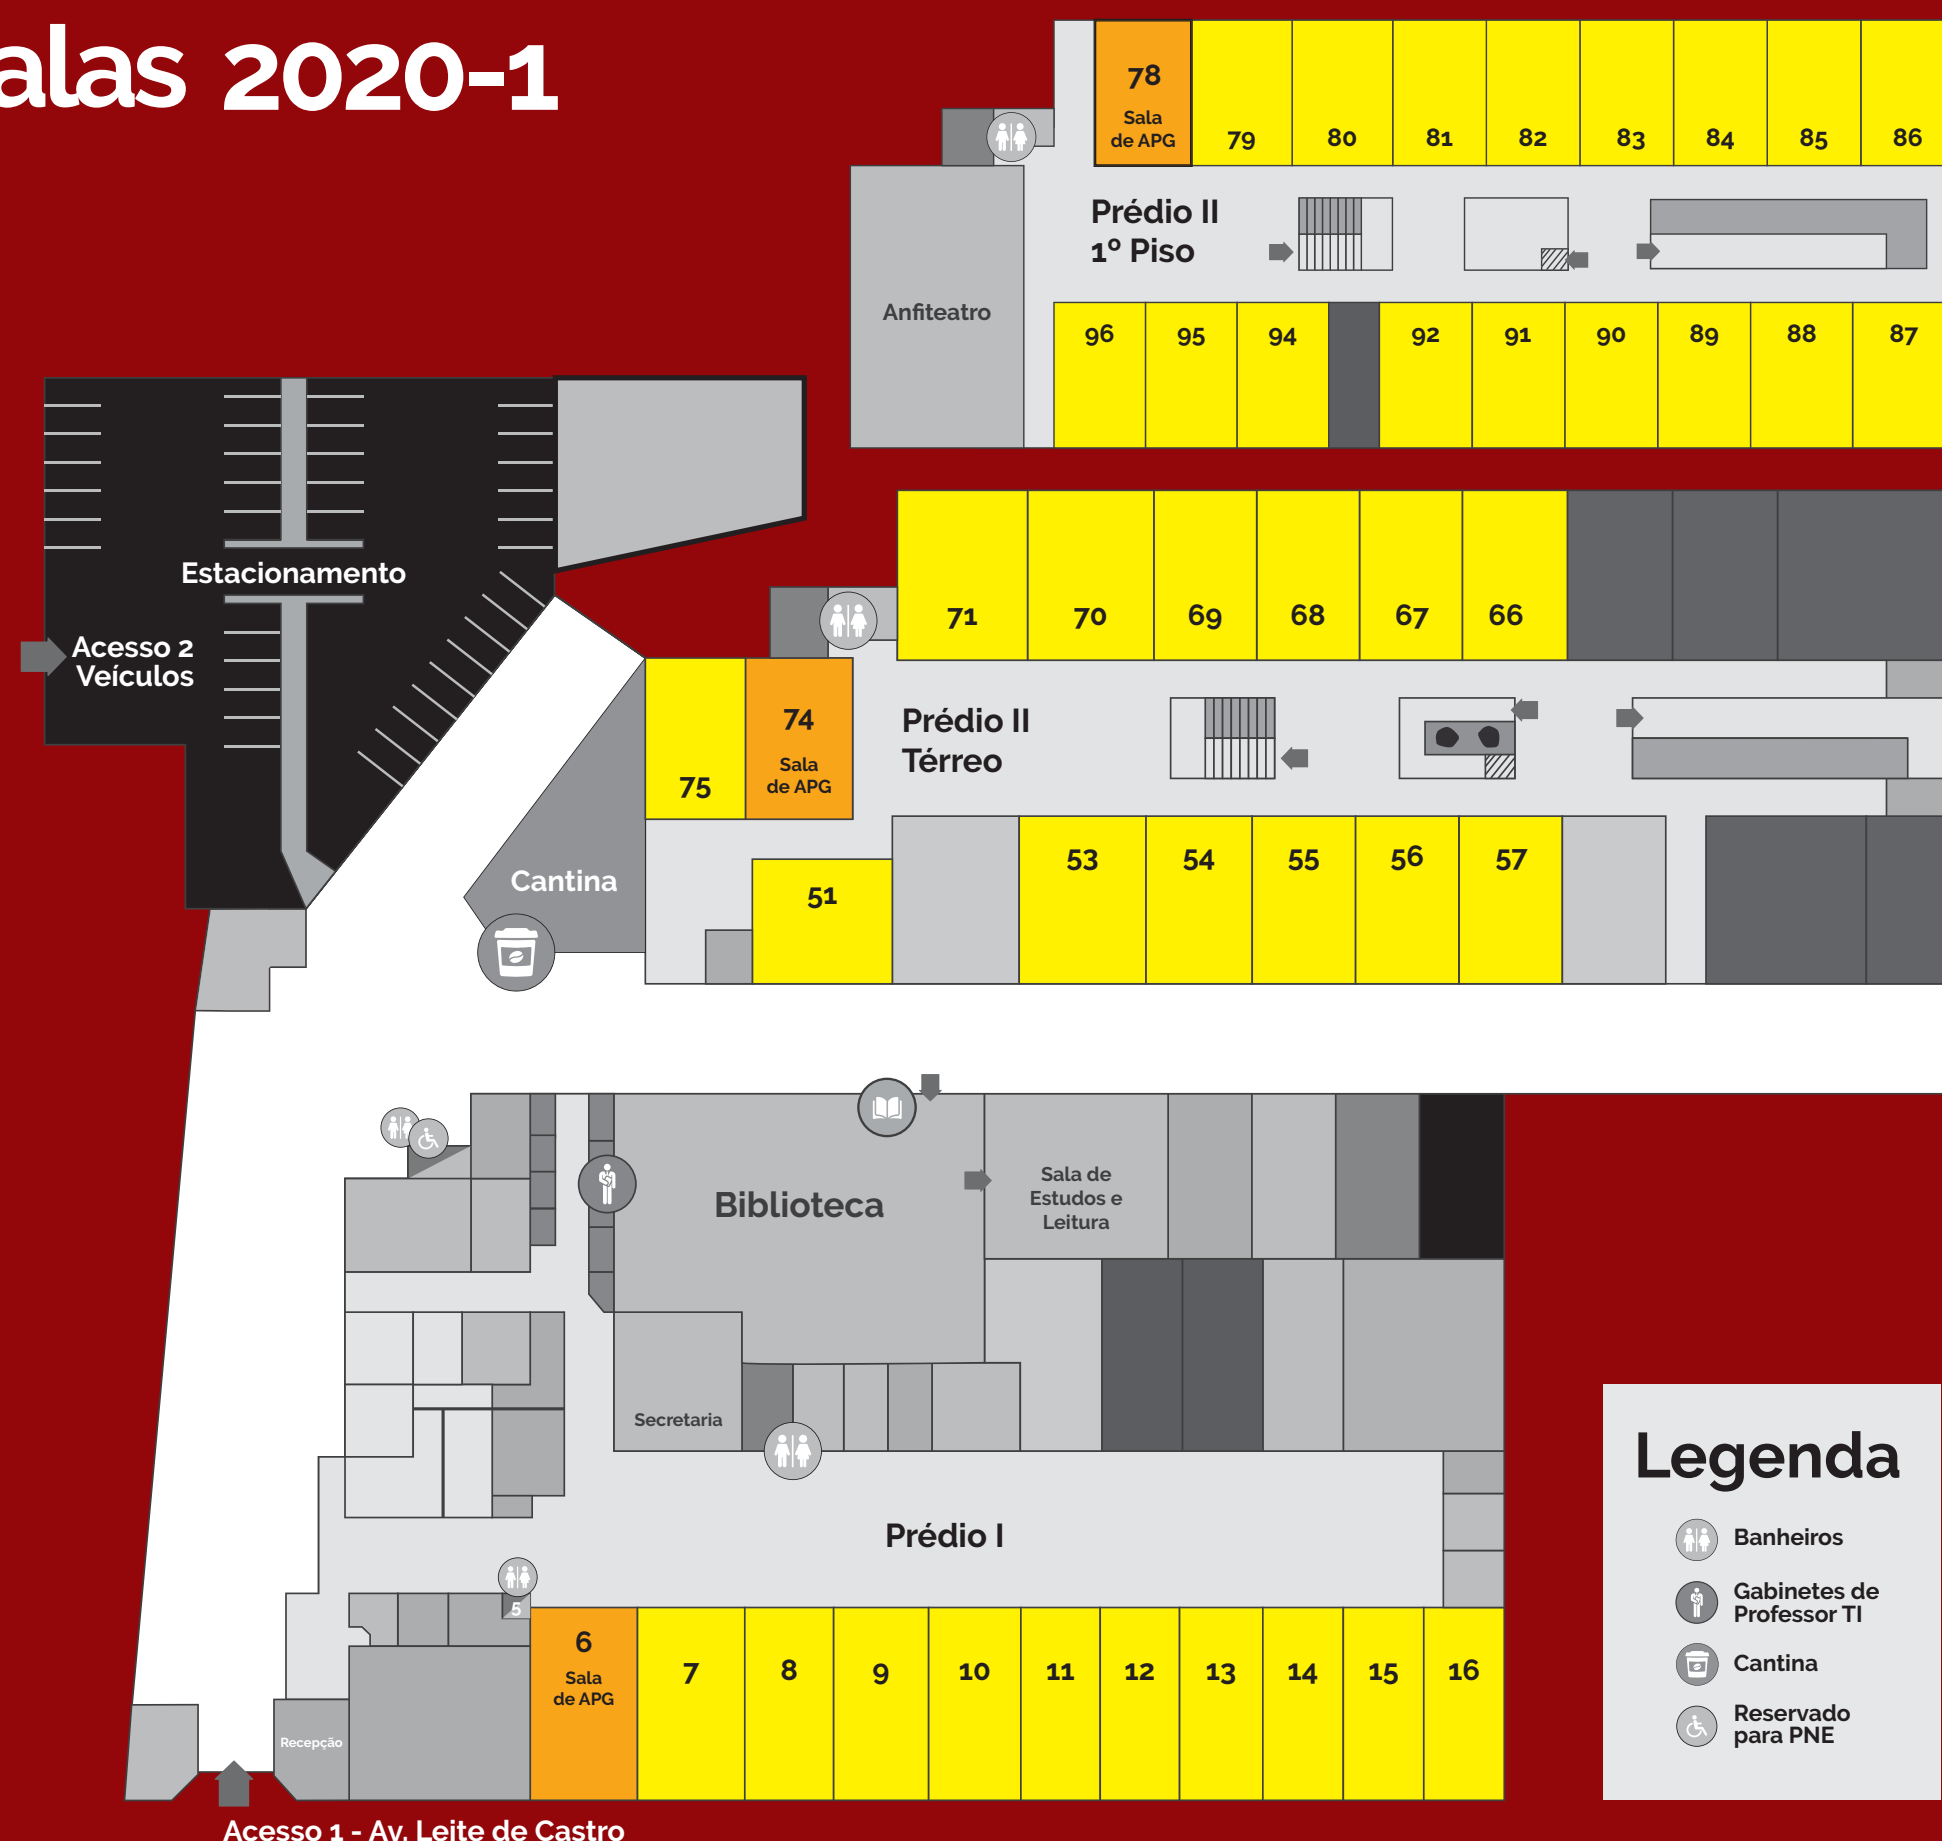 alas 2020-1
78
Sala
de APG
79
80
81
82
83
84
85
86
Prédio II
1º Piso
Anfiteatro
96
95
94
92
91
90
89
88
87
Estacionamento
Acesso 2
Veículos
71
70
69
68
67
66
75
74
Sala
de APG
Prédio II
Térreo
Cantina
51
53
54
55
56
57
Biblioteca
Sala de
Estudos e
Leitura
Secretaria
Prédio I
5
6
Sala
de APG
7
8
9
10
11
12
13
14
15
16
Recepção
Acesso 1 - Av. Leite de Castro
Legenda
Banheiros
Gabinetes de
Professor TI
Cantina
Reservado
para PNE